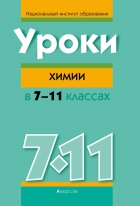 Национальный институт образования
Уроки
ХИМИИ
в 7–11 классах
7-11
Аверсэв